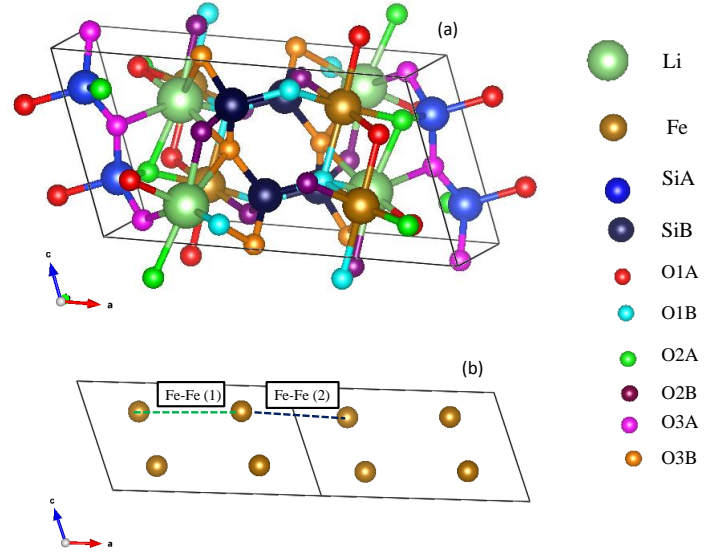 (a)
Li
Fe
SiA
SiB
O1A
O1B
O2A
O2B
O3A
O3B
c
a
(b)
Fe-Fe (1)
Fe-Fe (2)
c
a